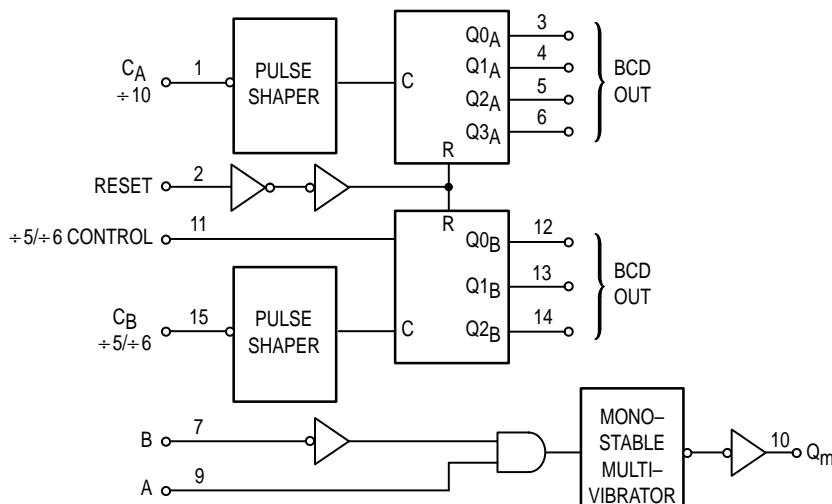 C_A
÷10
1
PULSE
SHAPER
C
Q0_A
Q1_A
Q2_A
Q3_A
R
3
4
5
6
BCD
OUT
RESET
2
÷5/÷6 CONTROL
11
R
Q0_B
Q1_B
Q2_B
12
13
14
BCD
OUT
C_B
÷5/÷6
15
PULSE
SHAPER
C
B
7
A
9
MONO–
STABLE
MULTI–
VIBRATOR
10
Q_m